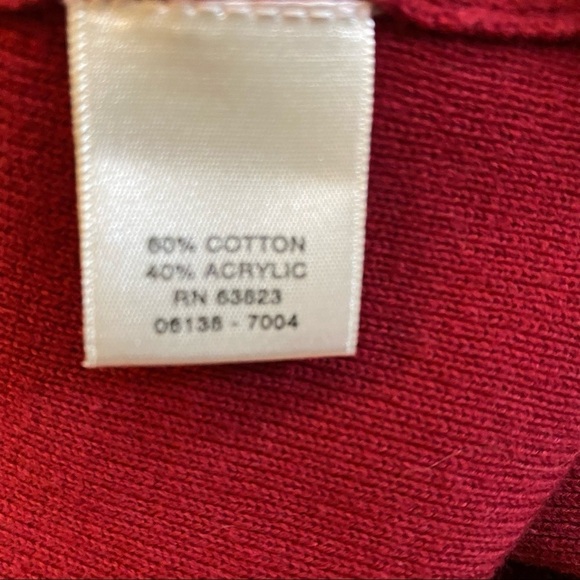 60% COTTON
40% ACRYLIC
RN 63823
06138 - 7004